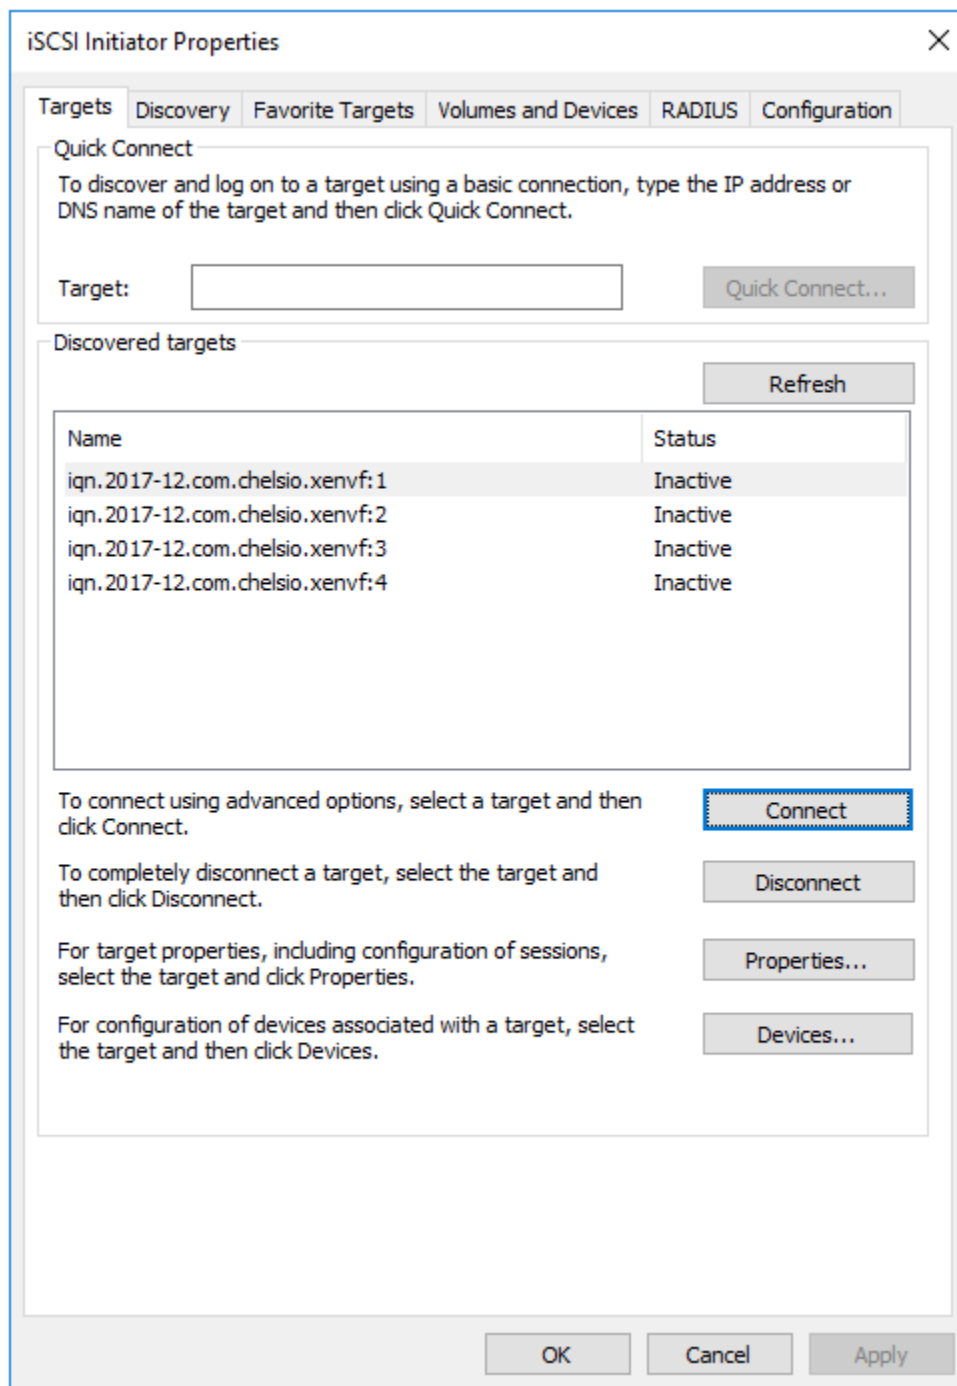 iSCSI Initiator Properties
Targets Discovery Favorite Targets Volumes and Devices RADIUS Configuration
Quick Connect
To discover and log on to a target using a basic connection, type the IP address or
DNS name of the target and then click Quick Connect.
Target: Quick Connect...
Discovered targets
Refresh
Name Status
iqn.2017-12.com.chelsio.xenvf:1 Inactive
iqn.2017-12.com.chelsio.xenvf:2 Inactive
iqn.2017-12.com.chelsio.xenvf:3 Inactive
iqn.2017-12.com.chelsio.xenvf:4 Inactive
To connect using advanced options, select a target and then
click Connect.
Connect
To completely disconnect a target, select the target and
then click Disconnect.
Disconnect
For target properties, including configuration of sessions,
select the target and click Properties.
Properties...
For configuration of devices associated with a target, select
the target and then click Devices.
Devices...
OK Cancel Apply